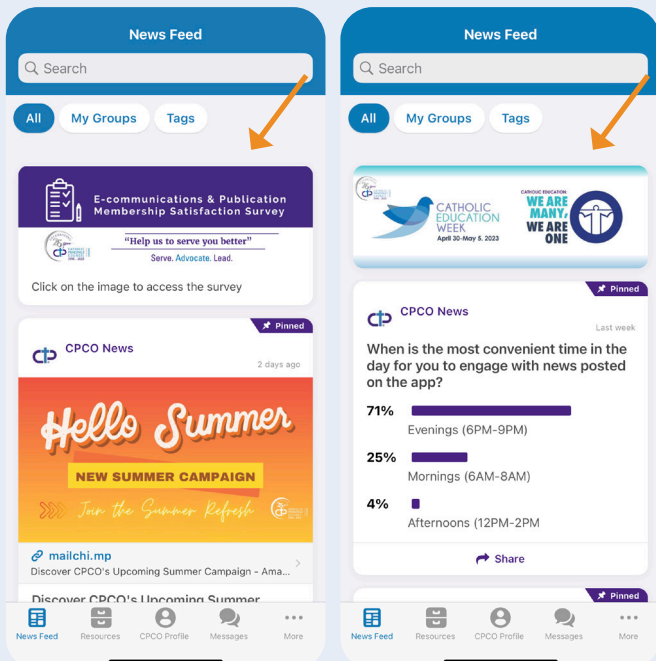 News Feed
Search
All
My Groups
Tags
E-communications & Publication
Membership Satisfaction Survey
"Help us to serve you better"
Serve. Advocate. Lead.
Click on the image to access the survey
Pinned
CPCO News
2 days ago
Hello Summer
NEW SUMMER CAMPAIGN
Join the Summer Refresh
mailchi.mp
Discover CPCO's Upcoming Summer Campaign - Ama...
Discover CPCO's Upcoming Summer
News Feed
Resources
CPCO Profile
Messages
More
News Feed
Search
All
My Groups
Tags
CATHOLIC
EDUCATION
WEEK
April 30-May 5, 2023
CATHOLIC EDUCATION
WE ARE
MANY,
WE ARE
ONE
Pinned
CPCO News
Last week
When is the most convenient time in the
day for you to engage with news posted
on the app?
71%
Evenings (6PM-9PM)
25%
Mornings (6AM-8AM)
4%
Afternoons (12PM-2PM
Share
Pinned
News Feed
Resources
CPCO Profile
Messages
More